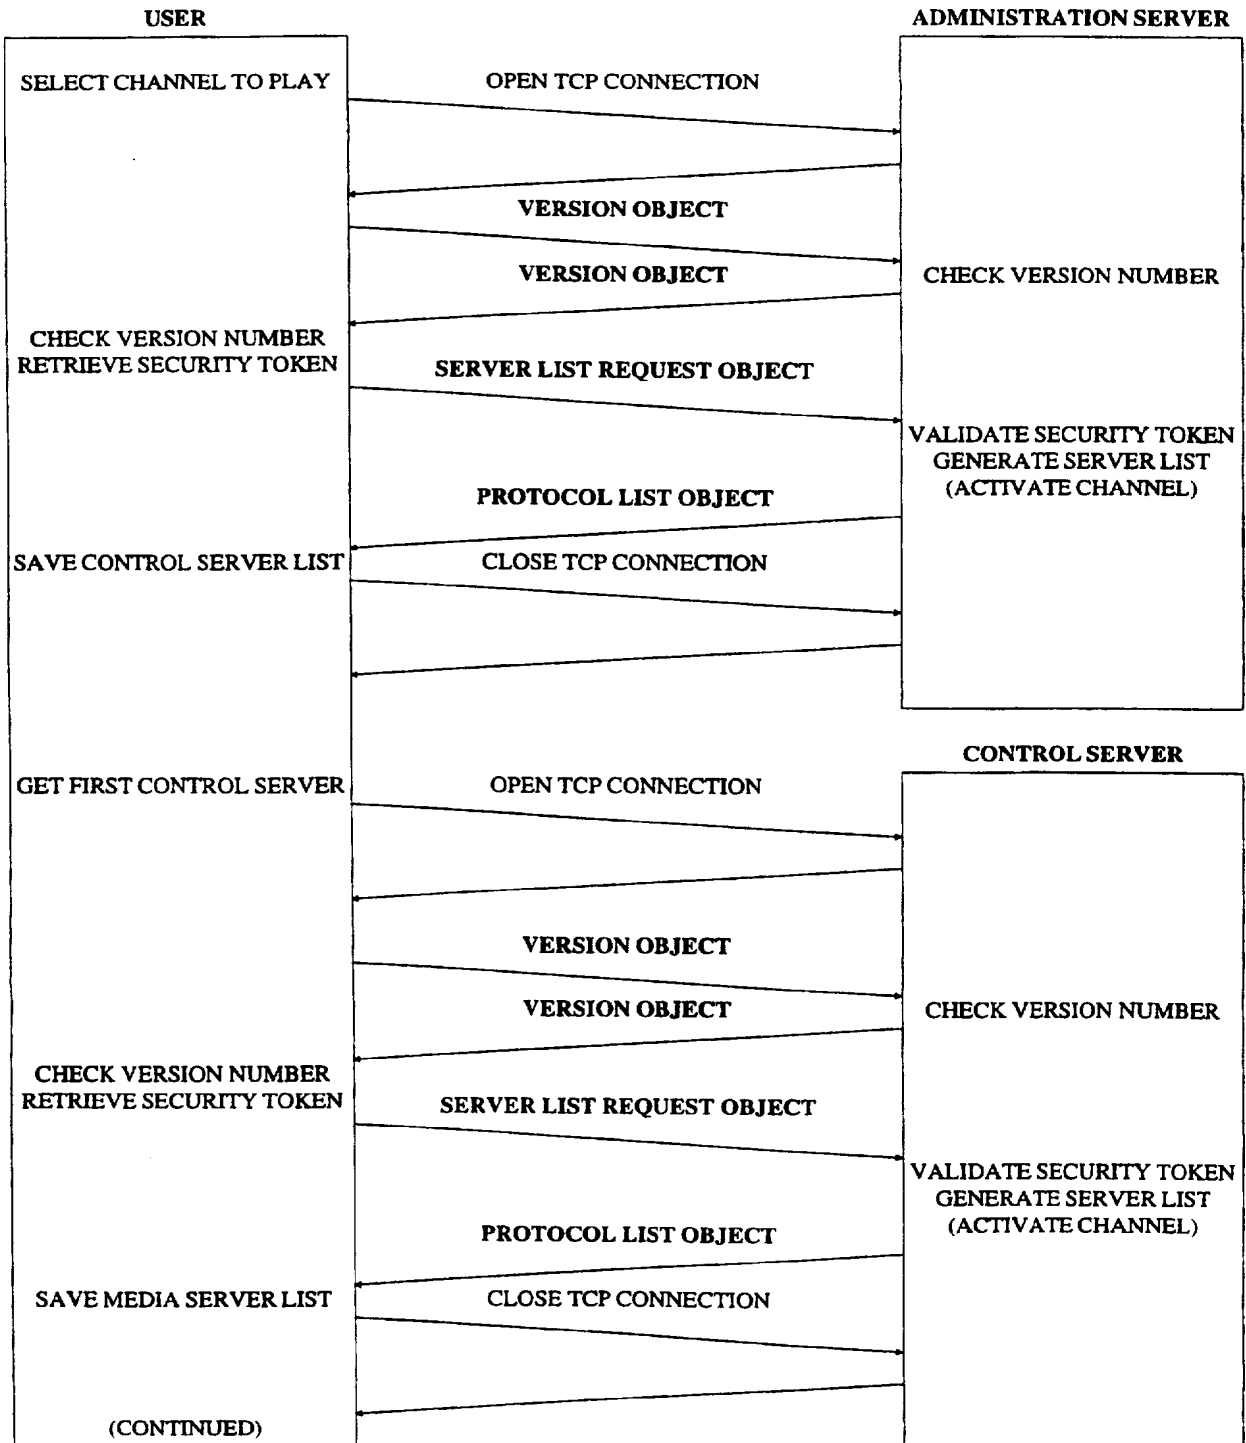 USER
ADMINISTRATION SERVER
SELECT CHANNEL TO PLAY
OPEN TCP CONNECTION
VERSION OBJECT
VERSION OBJECT
CHECK VERSION NUMBER
CHECK VERSION NUMBER
RETRIEVE SECURITY TOKEN
SERVER LIST REQUEST OBJECT
VALIDATE SECURITY TOKEN
GENERATE SERVER LIST
(ACTIVATE CHANNEL)
PROTOCOL LIST OBJECT
SAVE CONTROL SERVER LIST
CLOSE TCP CONNECTION
CONTROL SERVER
GET FIRST CONTROL SERVER
OPEN TCP CONNECTION
VERSION OBJECT
VERSION OBJECT
CHECK VERSION NUMBER
CHECK VERSION NUMBER
RETRIEVE SECURITY TOKEN
SERVER LIST REQUEST OBJECT
VALIDATE SECURITY TOKEN
GENERATE SERVER LIST
(ACTIVATE CHANNEL)
PROTOCOL LIST OBJECT
SAVE MEDIA SERVER LIST
CLOSE TCP CONNECTION
(CONTINUED)